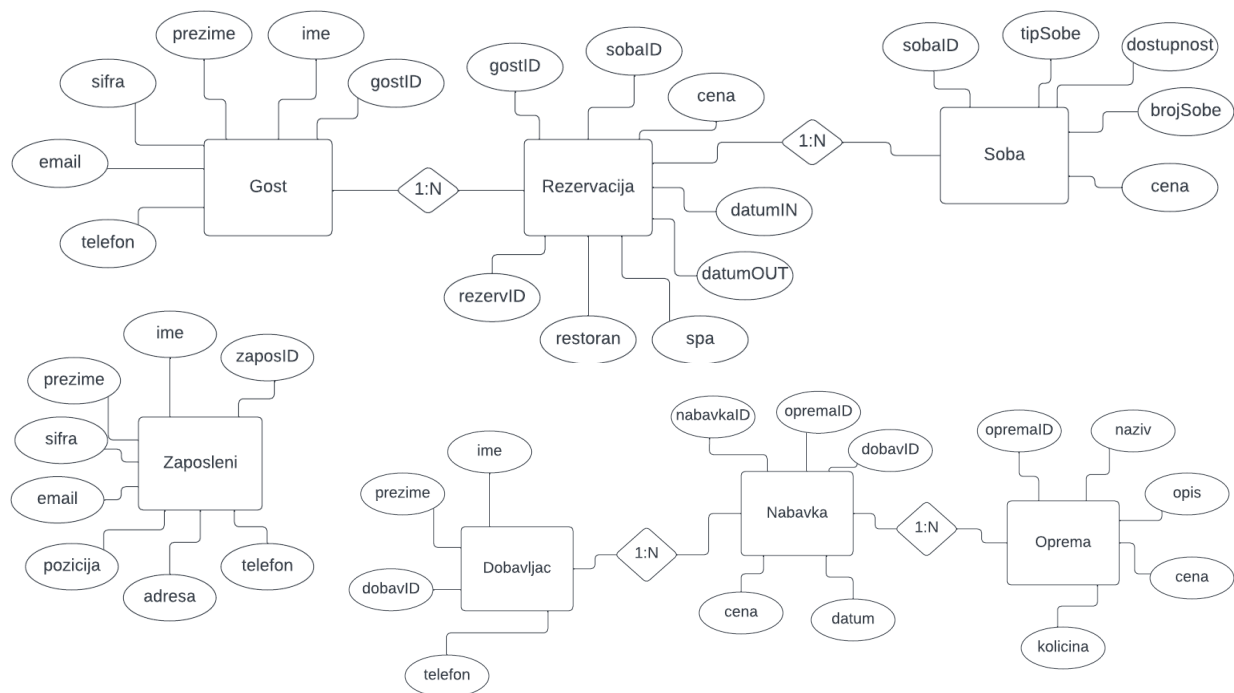 prezime
ime
sifra
gostID
email
telefon
Gost
1:N
gostID
sobaID
cena
Rezervacija
datumIN
datumOUT
rezervID
restoran
spa
1:N
sobaID
tipSobe
dostupnost
brojSobe
Soba
cena
ime
zaposID
prezime
sifra
email
Zaposleni
pozicija
adresa
telefon
ime
prezime
dobavID
Dobavljac
telefon
1:N
nabavkaID
opremaID
dobavID
Nabavka
cena
datum
1:N
opremaID
naziv
opis
Oprema
cena
kolicina